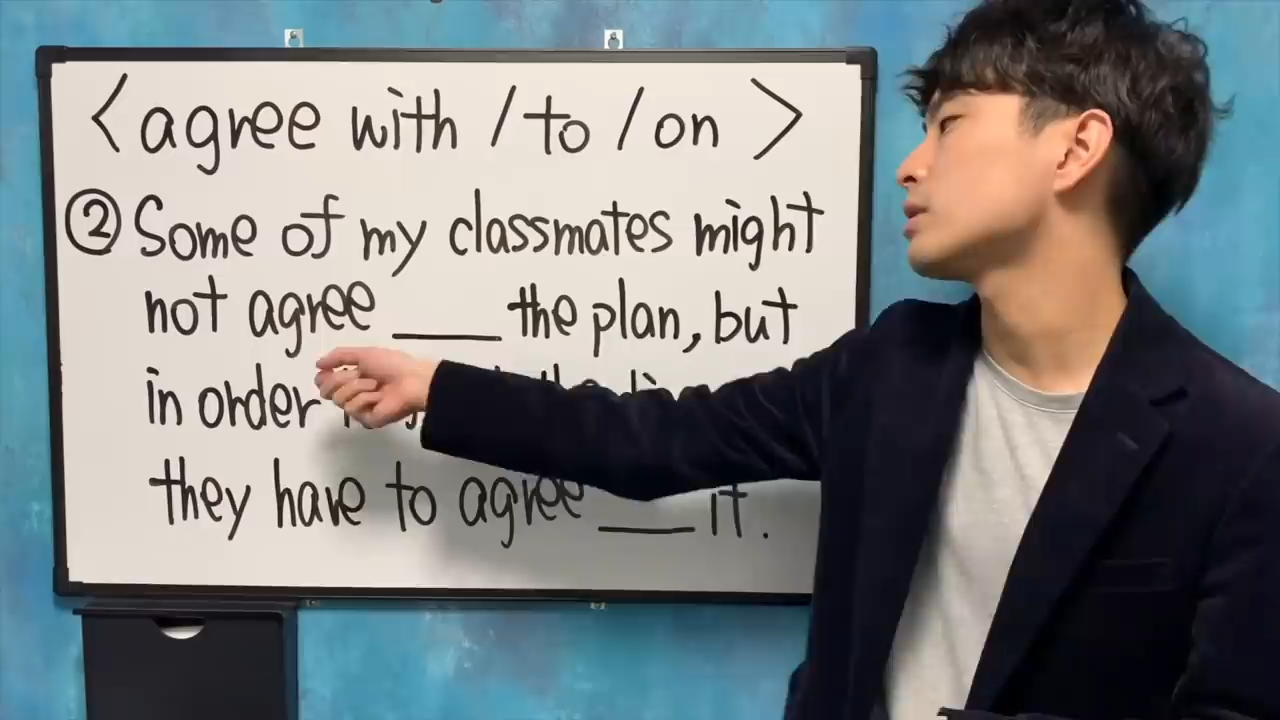 <agree with / to / on>
② Some of my classmates might
not agree ___ the plan, but
in order
they have to agree ___ it.